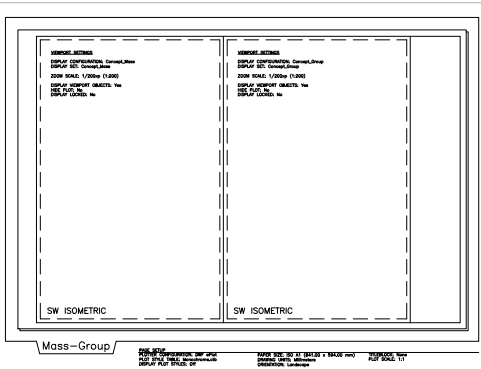 VIEWPORT SETTINGS
DISPLAY CONFIGURATION: Concept_Mass
DISPLAY SET: Concept_Mass
ZOOM SCALE: 1/200xp (1:200)
DISPLAY VIEWPORT OBJECTS: Yes
HIDE PLOT: No
DISPLAY LOCKED: No
SW ISOMETRIC
VIEWPORT SETTINGS
DISPLAY CONFIGURATION: Concept_Group
DISPLAY SET: Concept_Group
ZOOM SCALE: 1/200xp (1:200)
DISPLAY VIEWPORT OBJECTS: Yes
HIDE PLOT: No
DISPLAY LOCKED: No
SW ISOMETRIC
Mass-Group
PAGE SETUP
PLOTTER CONFIGURATION: DWF ePlot
PLOT STYLE TABLE: Monochrome.ctb
DISPLAY PLOT STYLES: Off
PAPER SIZE: ISO A1 (841.00 x 594.00 mm)
DRAWING UNITS: Millimeters
ORIENTATION: Landscape
TITLEBLOCK: None
PLOT SCALE: 1:1